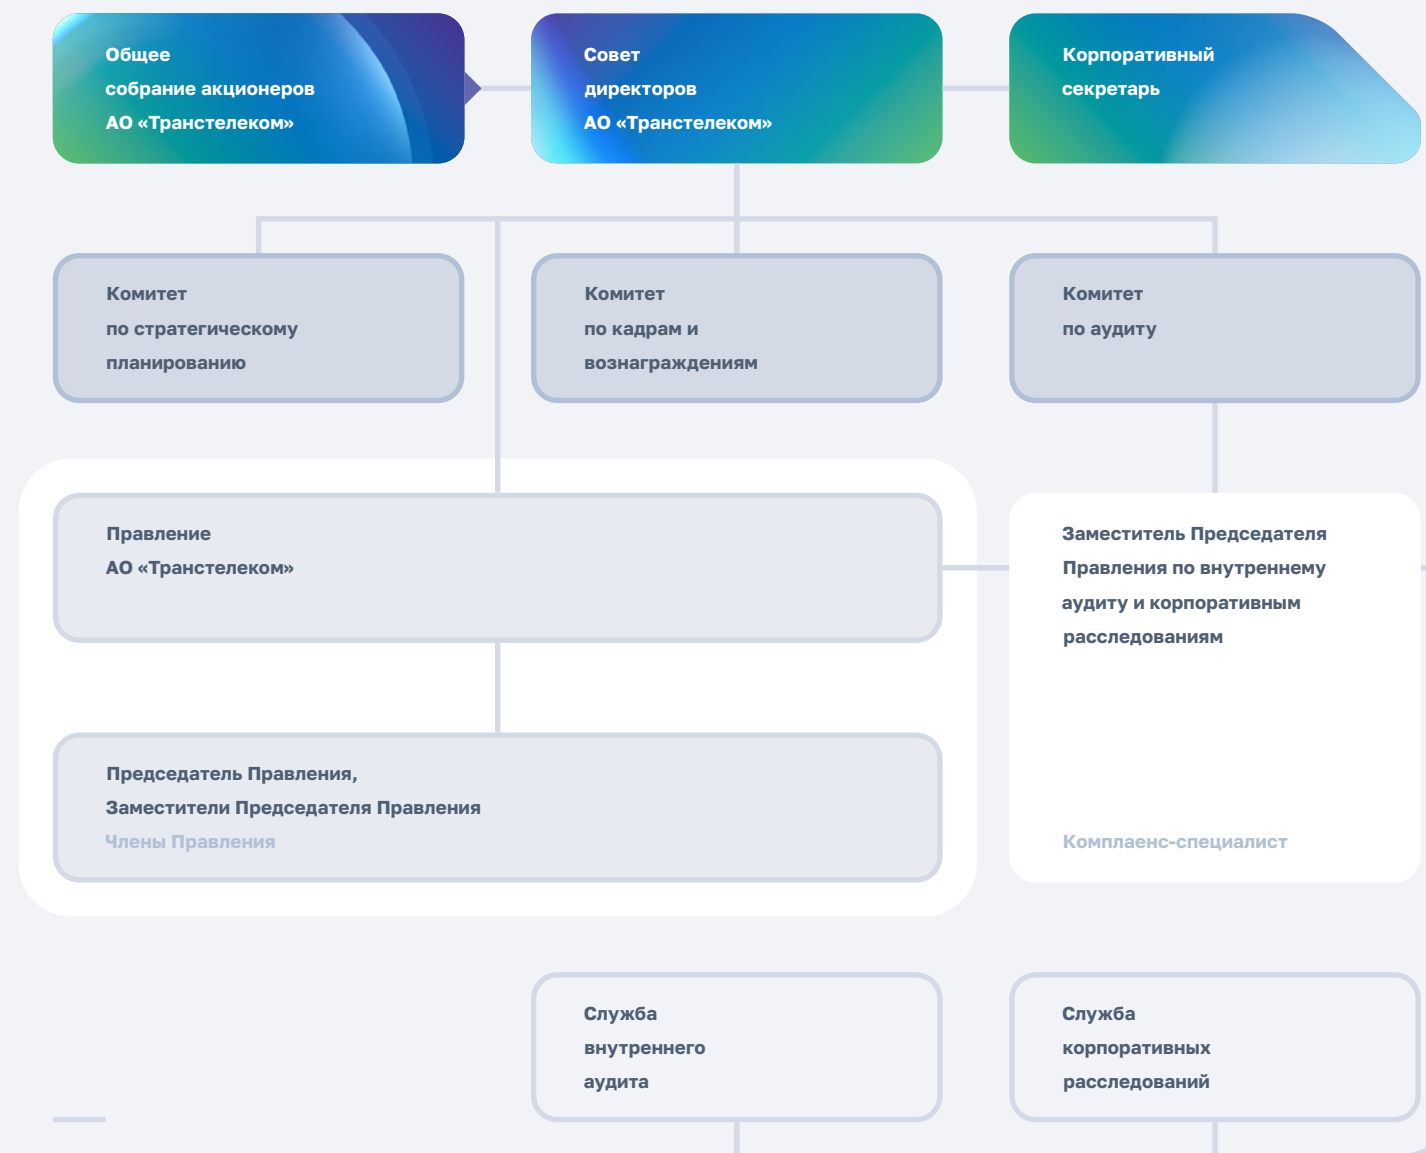 Общее
собрание акционеров
АО «Транстелеком»
Совет
директоров
АО «Транстелеком»
Корпоративный
секретарь
Комитет
по стратегическому
планированию
Комитет
по кадрам и
вознаграждениям
Комитет
по аудиту
Правление
АО «Транстелеком»
Заместитель Председателя
Правления по внутреннему
аудиту и корпоративным
расследованиям
Комплаенс-специалист
Председатель Правления,
Заместители Председателя Правления
Члены Правления
Служба
внутреннего
аудита
Служба
корпоративных
расследований